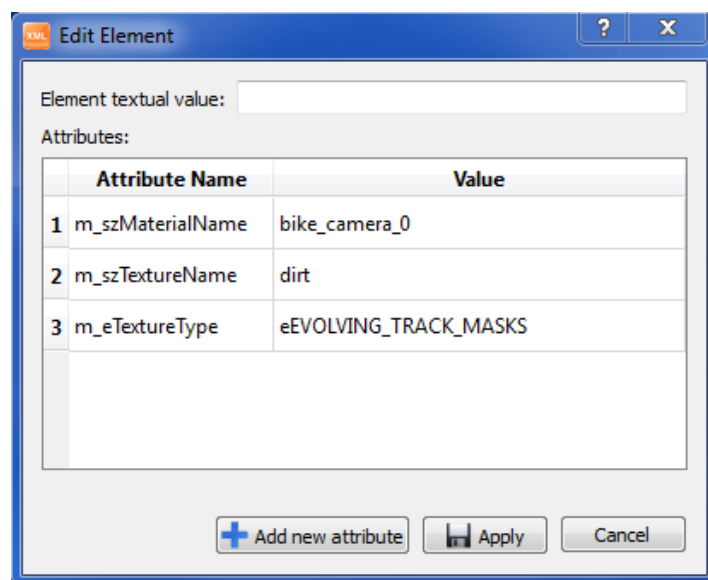 XML Edit Element ? X
Element textual value:
Attributes:
Attribute Name Value
1 m_szMaterialName bike_camera_0
2 m_szTextureName dirt
3 m_eTextureType eEVOLVING_TRACK_MASKS
Add new attribute Apply Cancel